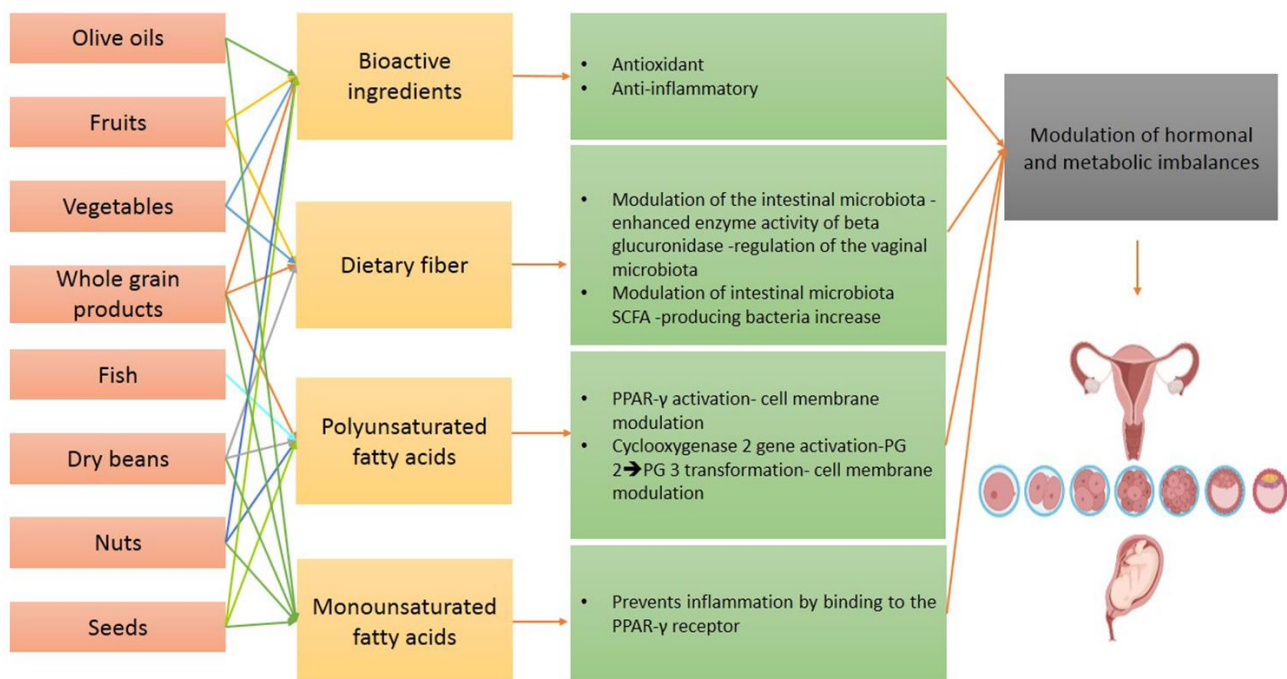 Olive oils
Fruits
Vegetables
Whole grain
products
Fish
Dry beans
Nuts
Seeds
Bioactive
ingredients
Dietary fiber
Polyunsaturated
fatty acids
Monounsaturated
fatty acids
• Antioxidant
• Anti-inflammatory
• Modulation of the intestinal microbiota -
enhanced enzyme activity of beta
glucuronidase -regulation of the vaginal
microbiota
• Modulation of intestinal microbiota
SCFA -producing bacteria increase
• PPAR-γ activation- cell membrane
modulation
• Cyclooxygenase 2 gene activation-PG
2➔PG 3 transformation- cell membrane
modulation
• Prevents inflammation by binding to the
PPAR-γ receptor
Modulation of hormonal
and metabolic imbalances